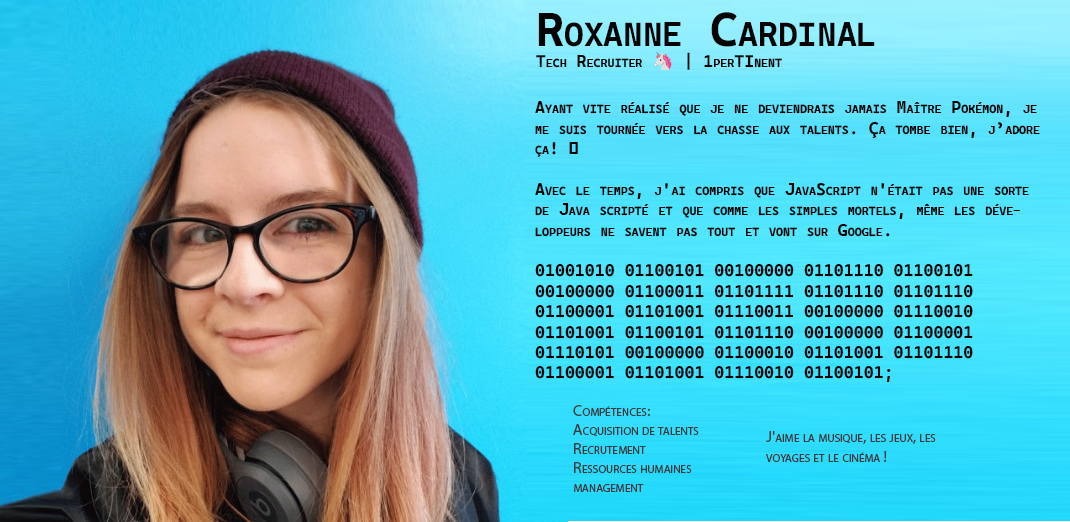 Roxanne Cardinal
Tech Recruiter 🦄 | 1perTInent
Ayant vite réalisé que je ne deviendrais jamais Maître Pokémon, je
me suis tournée vers la chasse aux talents. Ça tombe bien, j'adore
ça! 
Avec le temps, j'ai compris que JavaScript n'était pas une sorte
de Java scripté et que comme les simples mortels, même les déve-
loppeurs ne savent pas tout et vont sur Google.
01001010 01100101 00100000 01101110 01100101
00100000 01100011 01101111 01101110 01101110
01100001 01101001 01110011 00100000 01110010
01101001 01100101 01101110 00100000 01100001
01110101 00100000 01100010 01101001 01101110
01100001 01101001 01110010 01100101;
Compétences:
Acquisition de talents
Recrutement
Ressources humaines
management
J'aime la musique, les jeux, les
voyages et le cinéma !